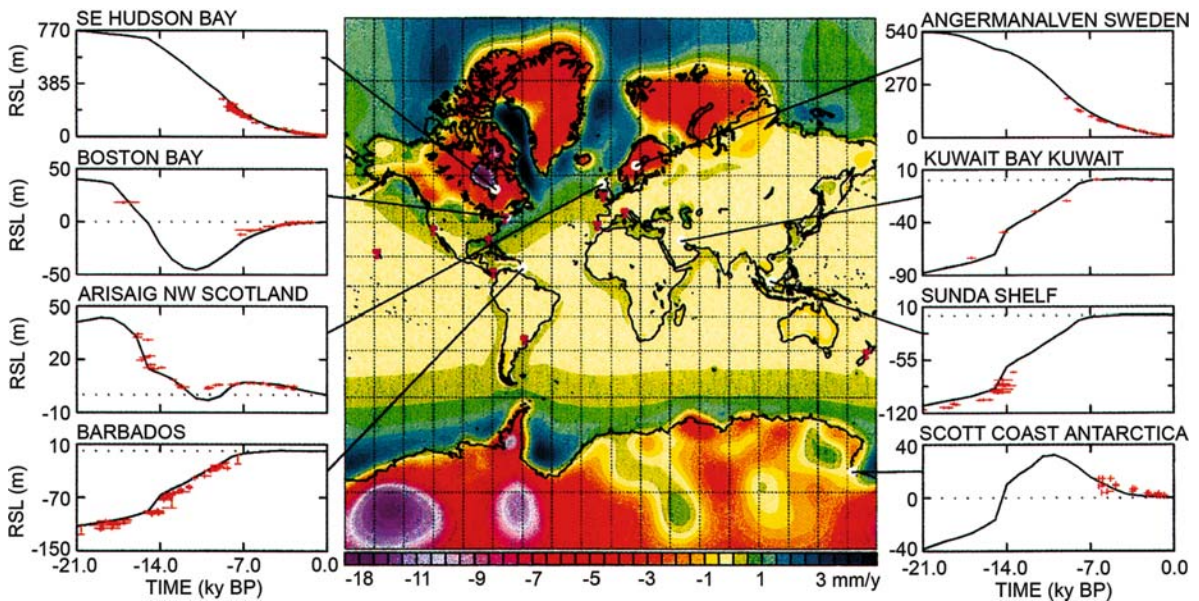 SE HUDSON BAY
770
385
0
RSL (m)
BOSTON BAY
50
0
-50
RSL (m)
ARISAIG NW SCOTLAND
50
20
-10
RSL (m)
BARBADOS
10
-70
-150
RSL (m)
-21.0 -14.0 -7.0 0.0
TIME (ky BP)
-18 -11 -9 -7 -5 -3 -1 1 3 mm/y
ANGERMANALVEN SWEDEN
540
270
0
KUWAIT BAY KUWAIT
10
-40
-90
SUNDA SHELF
10
-55
-120
SCOTT COAST ANTARCTICA
40
0
-40
-21.0 -14.0 -7.0 0.0
TIME (ky BP)